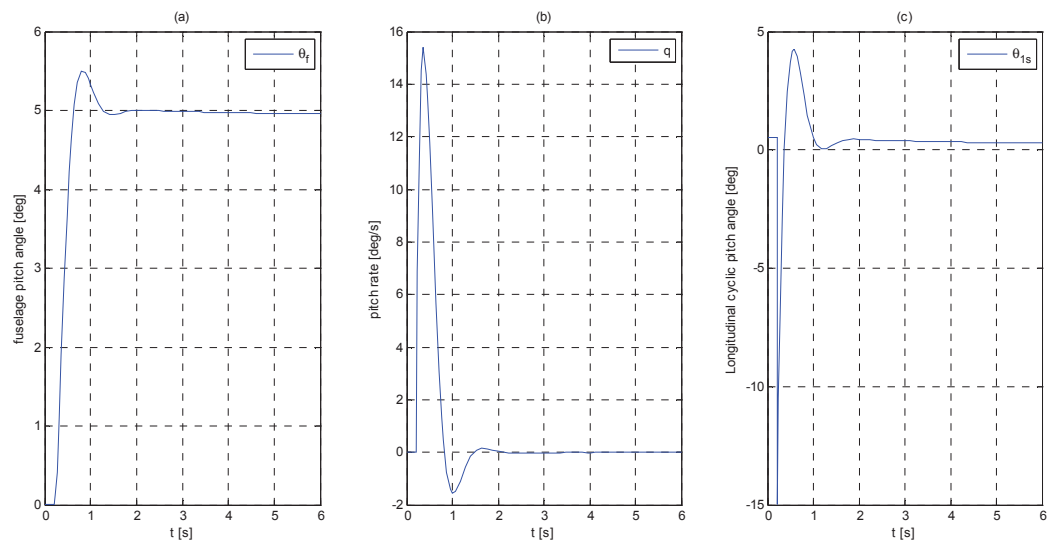 (a)
θf
fuselage pitch angle [deg]
6
5
4
3
2
1
0
0 1 2 3 4 5 6
t [s]
(b)
q
pitch rate [deg/s]
16
14
12
10
8
6
4
2
0
-2
0 1 2 3 4 5 6
t [s]
(c)
θ1s
Longitudinal cyclic pitch angle [deg]
5
0
-5
-10
-15
0 1 2 3 4 5 6
t [s]